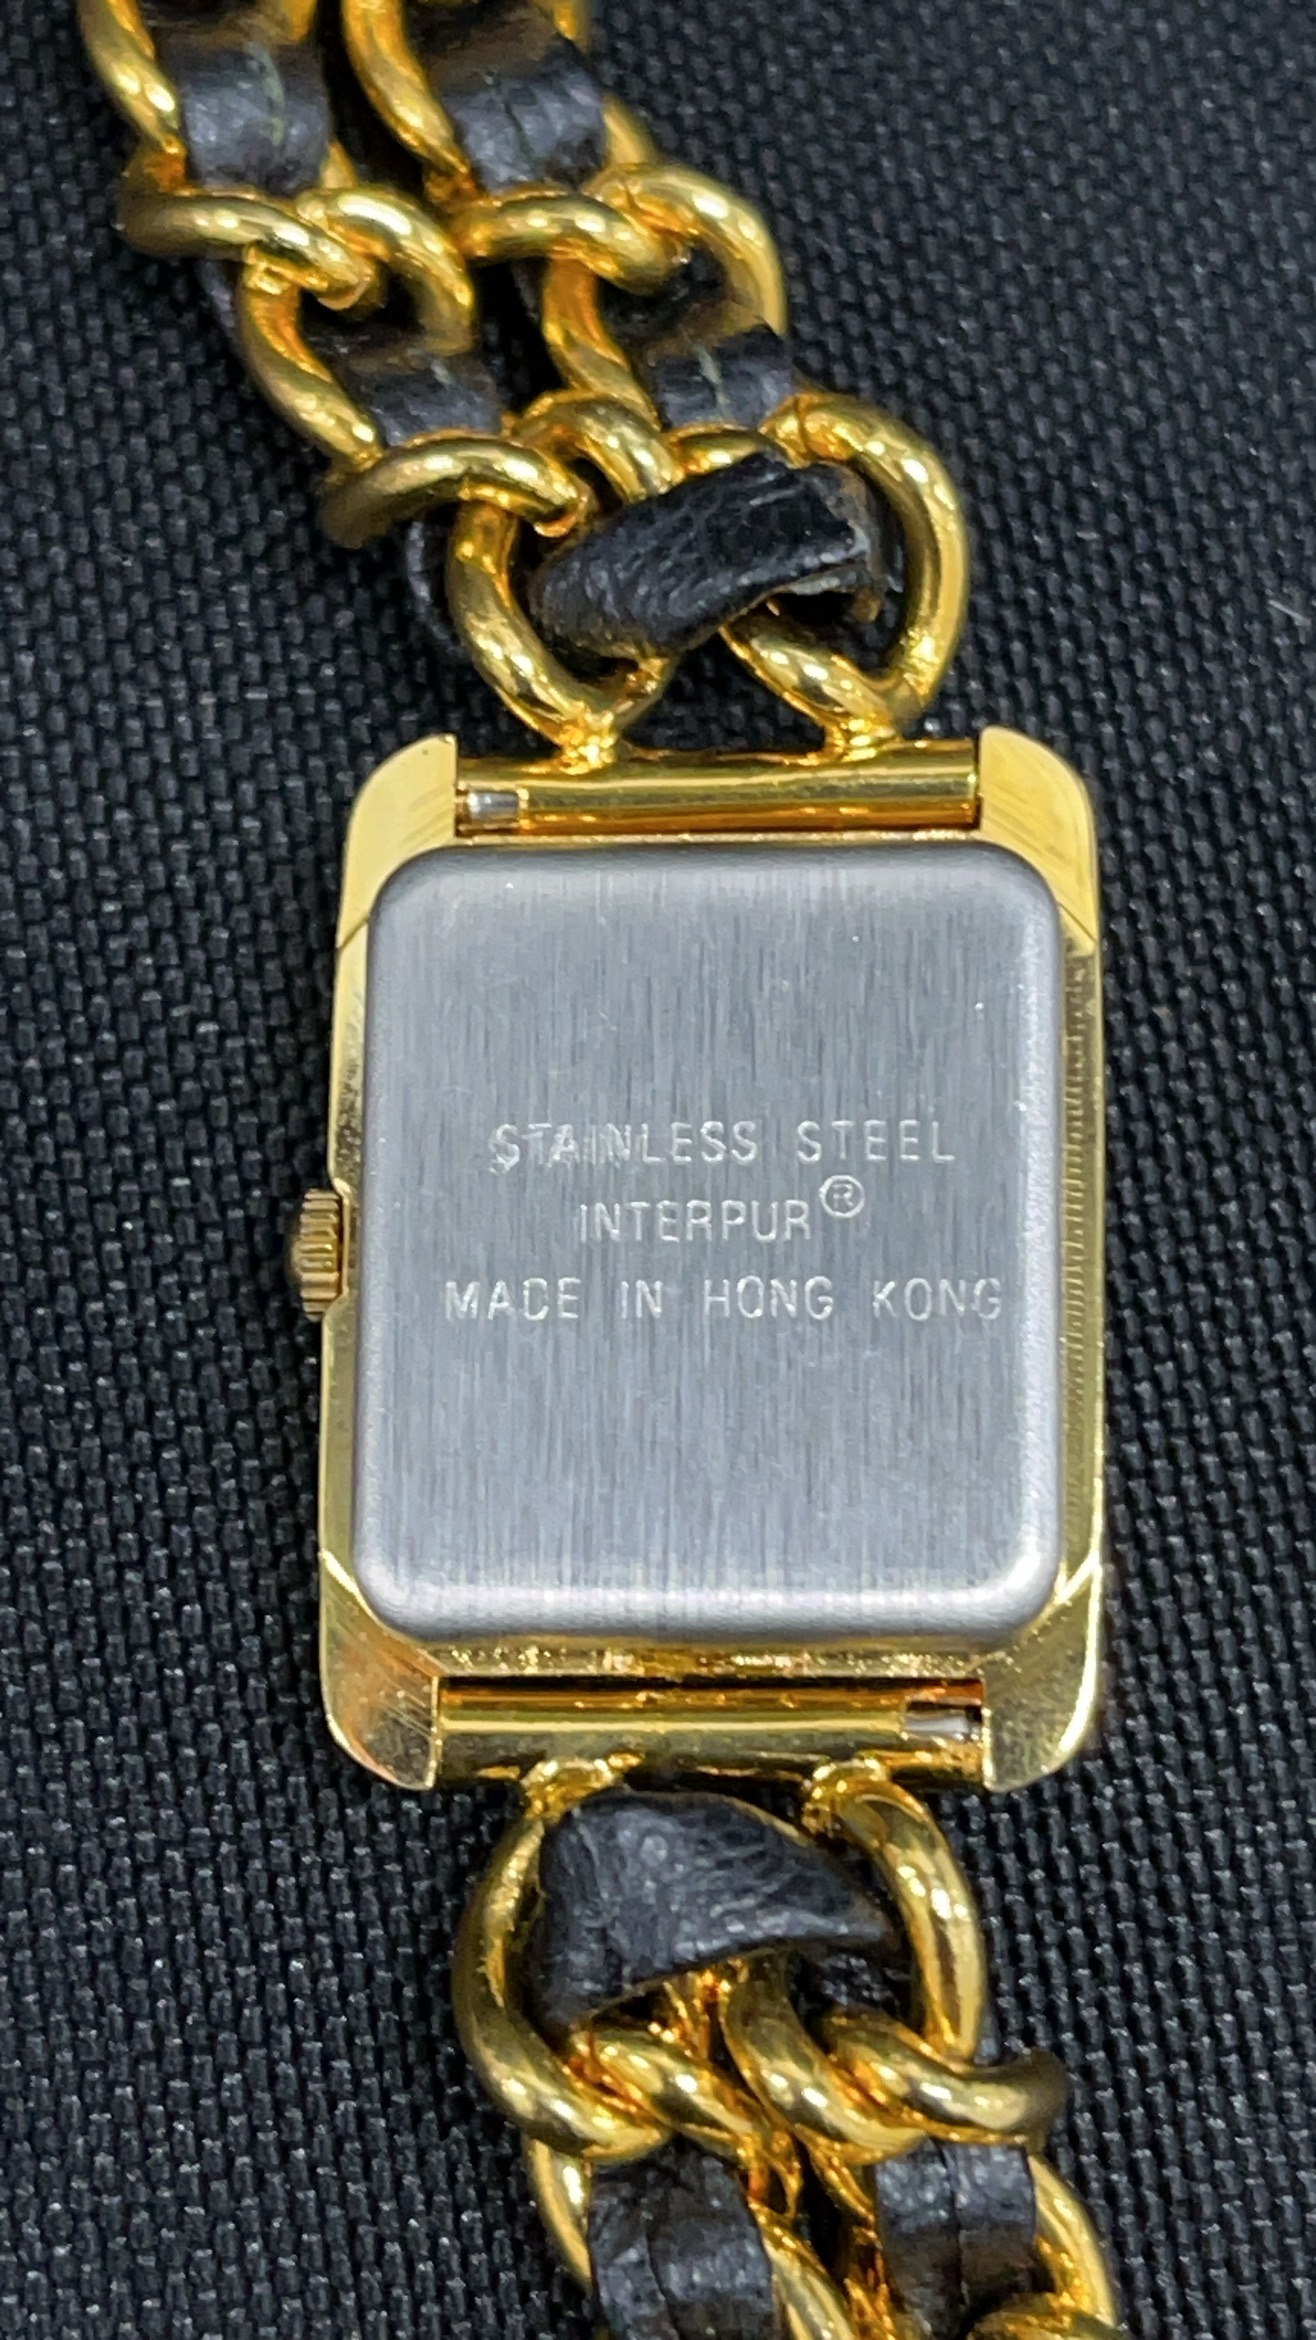 STAINLESS STEEL
INTERPUR®
MADE IN HONG KONG